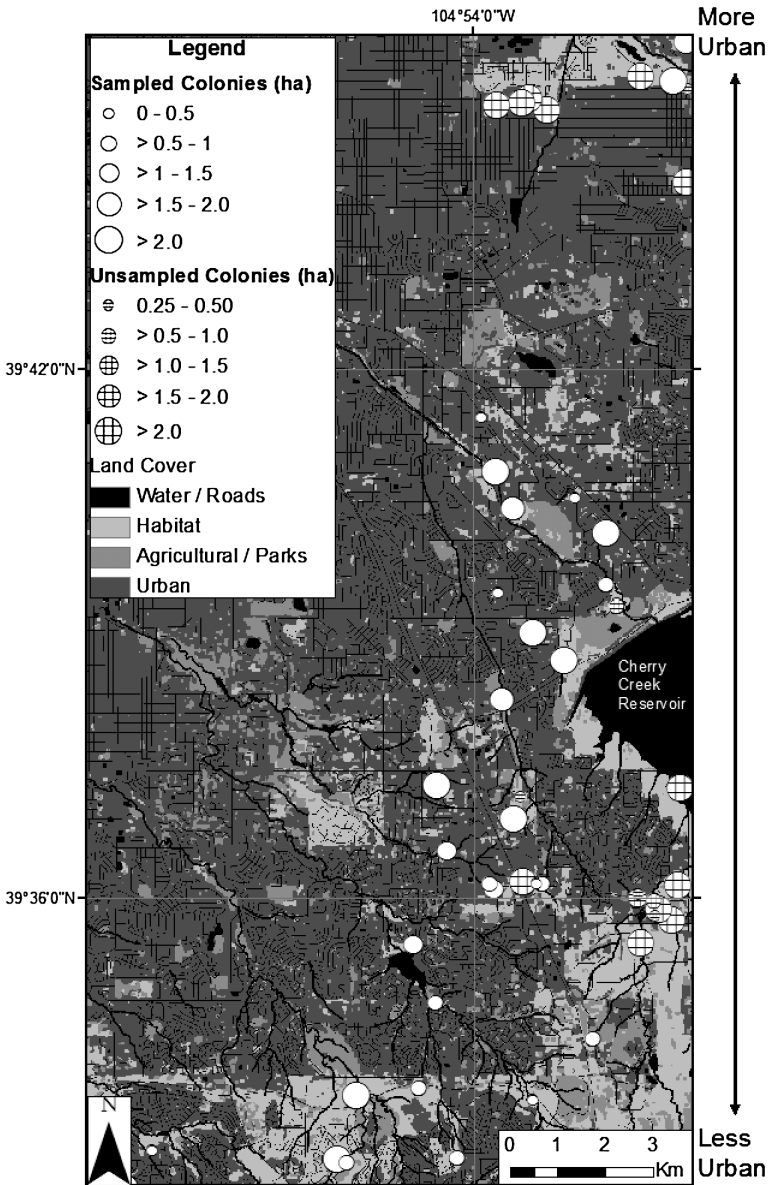 104°54'0"W
More
Urban
Legend
Sampled Colonies (ha)
0 - 0.5
> 0.5 - 1
> 1 - 1.5
> 1.5 - 2.0
> 2.0
Unsampled Colonies (ha)
0.25 - 0.50
> 0.5 - 1.0
> 1.0 - 1.5
> 1.5 - 2.0
> 2.0
Land Cover
Water / Roads
Habitat
Agricultural / Parks
Urban
39°42'0"N
Cherry
Creek
Reservoir
39°36'0"N
N
0 1 2 3
Km
Less
Urban